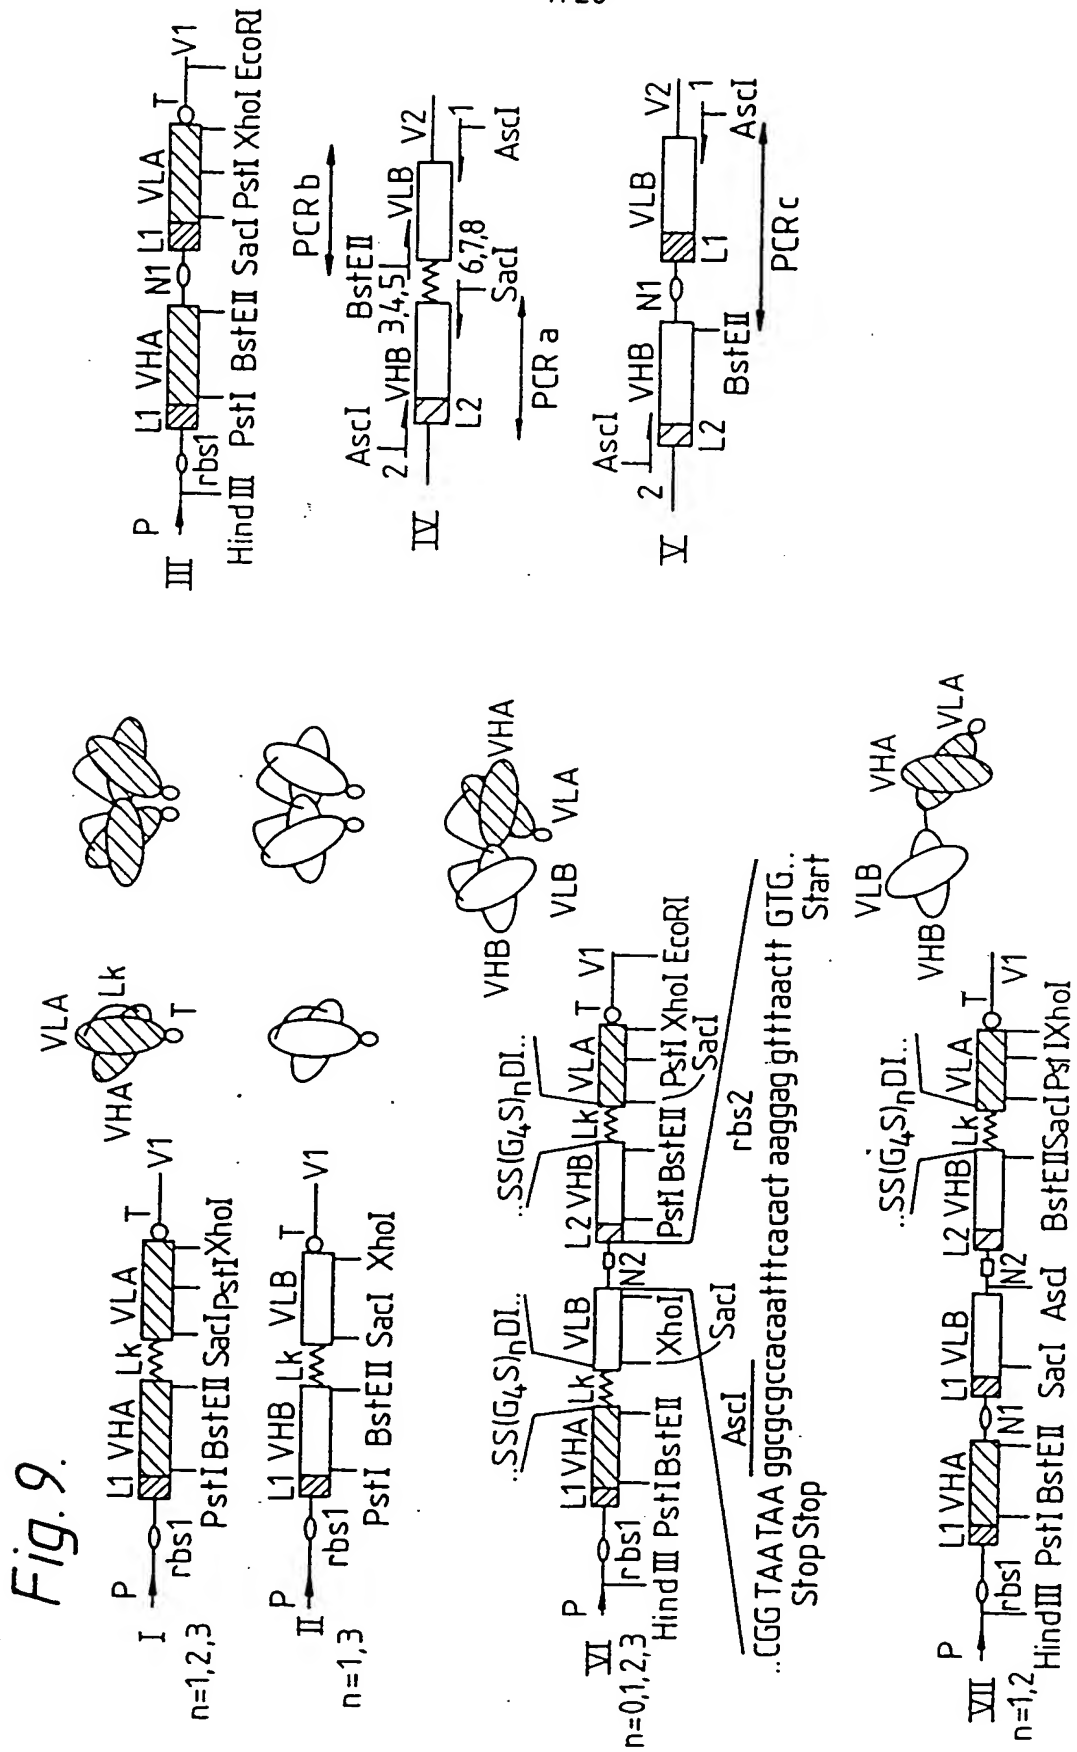 Fig. 9.
P L1 VHA Lk VLA T V1
I
n=1,2,3
rbs1
PstI BstEII SacI PstI XhoI
VHA
VLA
Lk
T
P L1 VHB Lk VLB T V1
II
n=1,3
rbs1
PstI BstEII SacI XhoI
..SS(G4S)nDI..
..SS(G4S)nDI..
P L1 VHA Lk VLB N2 L2 VHB Lk VLA T V1
VI
n=0,1,2,3
rbs1
HindIII PstI BstEII XhoI PstI BstEII PstI XhoI EcoRI
SacI
SacI
VHB
VLB
VHA
VLA
AscI
rbs2
..CGG TAA TAA ggcgcgccacaatttcacact aaggag gtttaactt GTG..
Stop Stop
Start
..SS(G4S)nDI..
P L1 VHA N1 L1 VLB N2 L2 VHB Lk VLA T V1
VII
n=1,2
rbs1
HindIII PstI BstEII SacI AscI BstEII SacI PstI XhoI
VHB
VLB
VHA
VLA
P L1 VHA N1 L1 VLA T V1
III
rbs1
HindIII PstI BstEII SacI PstI XhoI EcoRI
PCR b
AscI
BstEII
2 VHB 3,4,5 VLB V2
IV
L2
6,7,8
1
SacI
AscI
PCR a
AscI
2 VHB N1 VLB V2
V
L2
L1
1
BstEII
AscI
PCR c